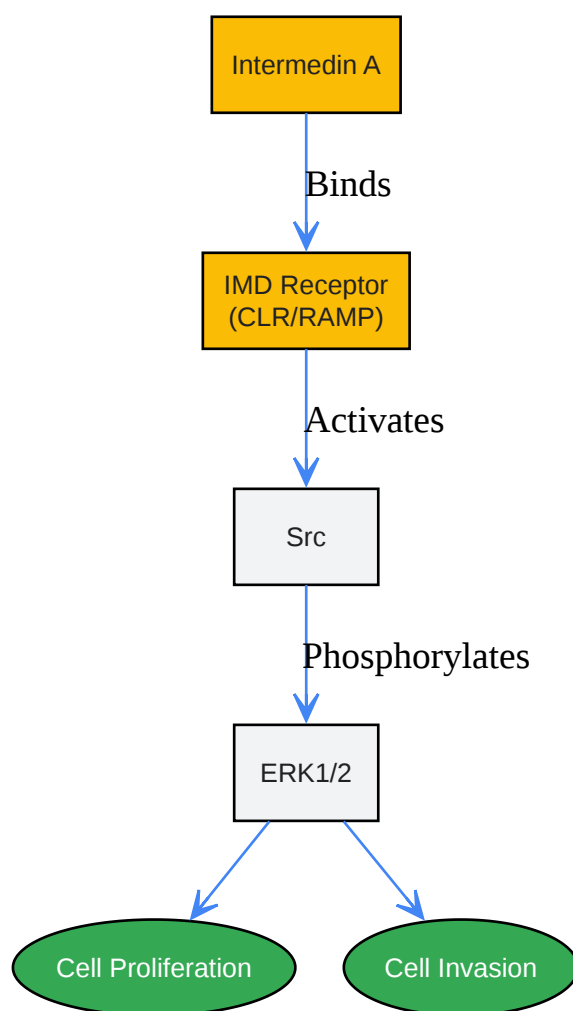 Intermedin A
Binds
IMD Receptor
(CLR/RAMP)
Activates
Src
Phosphorylates
ERK1/2
Cell Proliferation
Cell Invasion